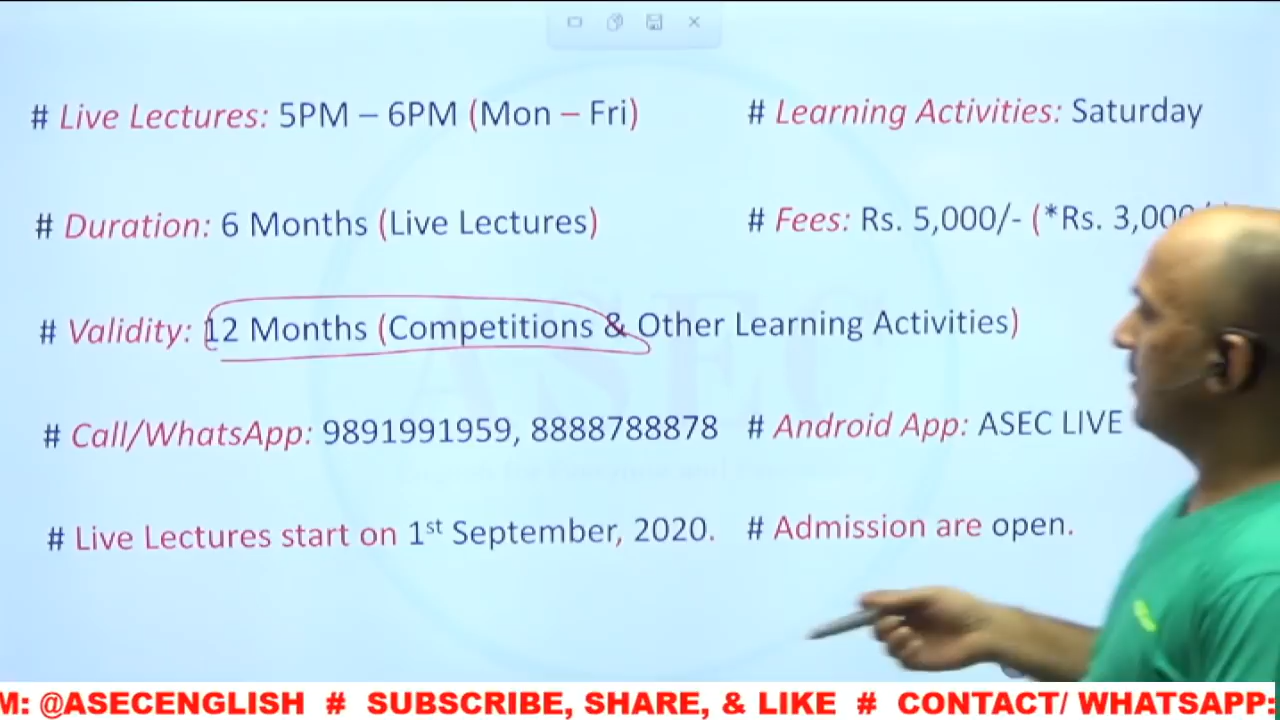 # Live Lectures: 5PM – 6PM (Mon – Fri) # Learning Activities: Saturday
# Duration: 6 Months (Live Lectures) # Fees: Rs. 5,000/- (*Rs. 3,000
# Validity: 12 Months (Competitions & Other Learning Activities)
# Call/WhatsApp: 9891991959, 8888788878 # Android App: ASEC LIVE
# Live Lectures start on 1st September, 2020. # Admission are open.
M: @ASECENGLISH # SUBSCRIBE, SHARE, & LIKE # CONTACT/ WHATSAPP: